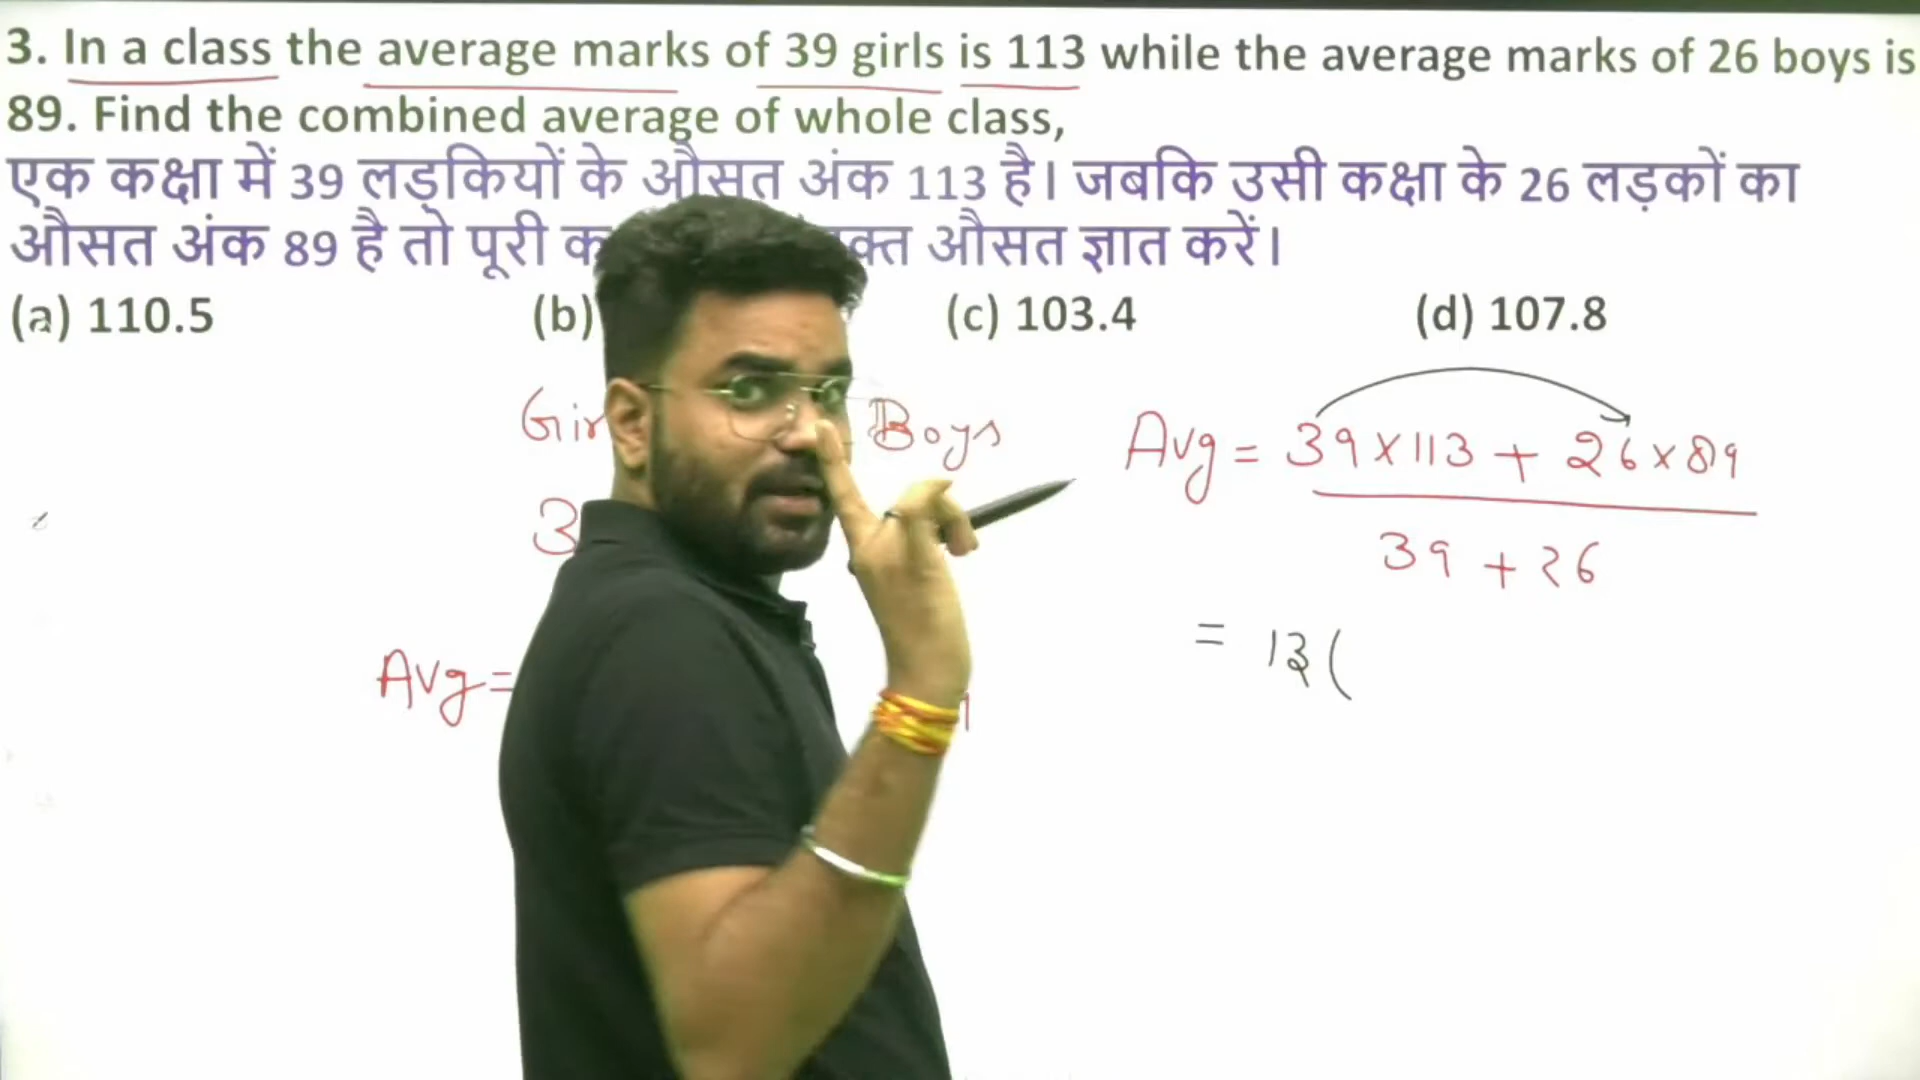 3. In a class the average marks of 39 girls is 113 while the average marks of 26 boys is
89. Find the combined average of whole class,
एक कक्षा में 39 लड़कियों के औसत अंक 113 है। जबकि उसी कक्षा के 26 लड़कों का
औसत अंक 89 है तो पूरी औसत ज्ञात करें।
(a) 110.5 (b) (c) 103.4 (d) 107.8
Boys
Avg = 39 × 113 + 26 × 89
39 + 26
= 13 (
3
Avg =